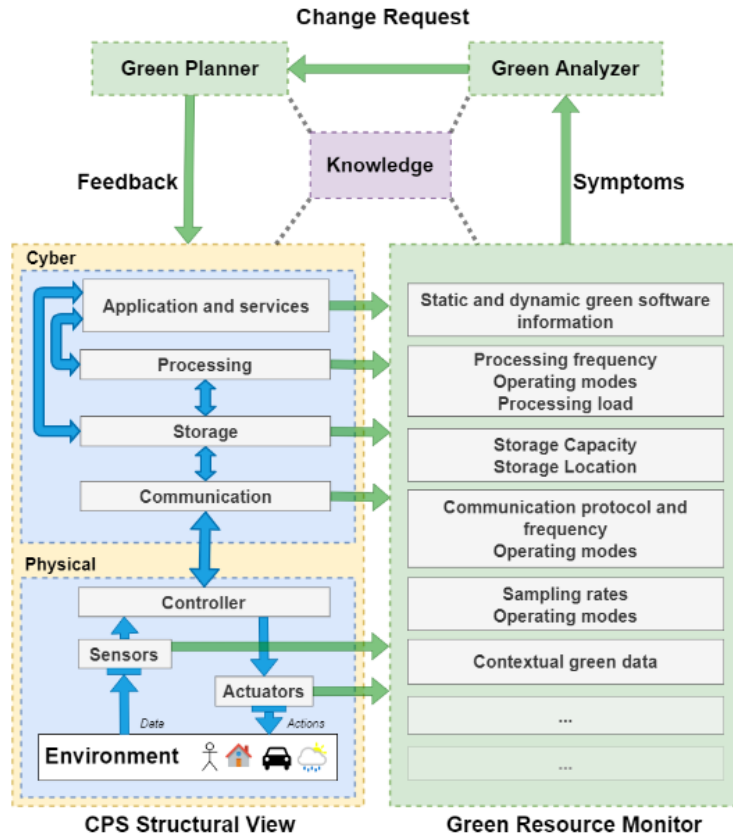 Change Request
Green Planner
Green Analyzer
Knowledge
Feedback
Symptoms
Cyber
Application and services
Processing
Storage
Communication
Physical
Controller
Sensors
Actuators
Data
Actions
Environment
CPS Structural View
Static and dynamic green software
information
Processing frequency
Operating modes
Processing load
Storage Capacity
Storage Location
Communication protocol and
frequency
Operating modes
Sampling rates
Operating modes
Contextual green data
...
...
Green Resource Monitor